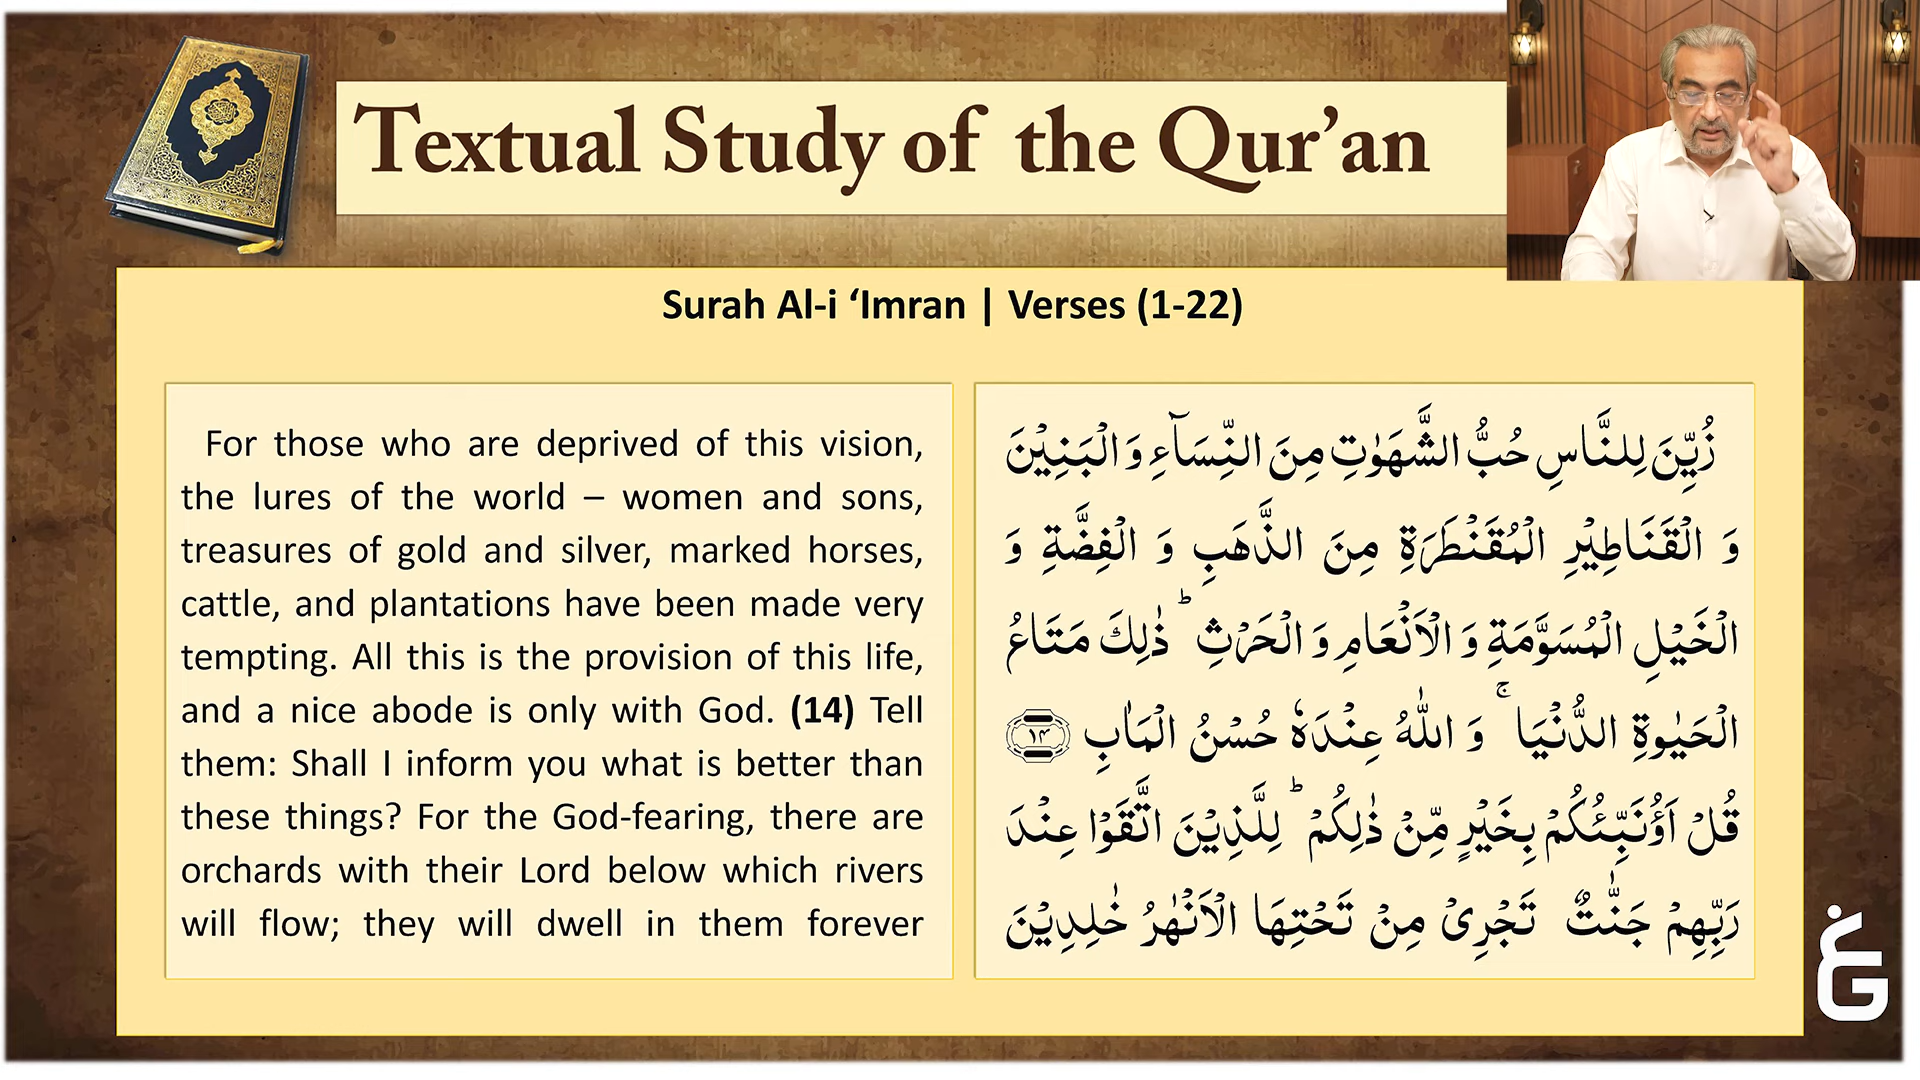 Textual Study of the Qur’an
Surah Al-i ‘Imran | Verses (1-22)
For those who are deprived of this vision,
the lures of the world – women and sons,
treasures of gold and silver, marked horses,
cattle, and plantations have been made very
tempting. All this is the provision of this life,
and a nice abode is only with God. (14) Tell
them: Shall I inform you what is better than
these things? For the God-fearing, there are
orchards with their Lord below which rivers
will flow; they will dwell in them forever
زُيِّنَ لِلنَّاسِ حُبُّ الشَّهَوٰتِ مِنَ النِّسَآءِ وَ الْبَنِيْنَ
وَ الْقَنَاطِيْرِ الْمُقَنْطَرَةِ مِنَ الذَّهَبِ وَ الْفِضَّةِ وَ
الْخَيْلِ الْمُسَوَّمَةِ وَ الْاَنْعَامِ وَ الْحَرْثِ ؕ ذٰلِكَ مَتَاعُ
الْحَيٰوةِ الدُّنْيَا ۚ وَ اللّٰهُ عِنْدَهٗ حُسْنُ الْمَاٰبِ ۱۴
قُلْ اَؤُنَبِّئُكُمْ بِخَيْرٍ مِّنْ ذٰلِكُمْ ؕ لِلَّذِيْنَ اتَّقَوْا عِنْدَ
رَبِّهِمْ جَنّٰتٌ تَجْرِىْ مِنْ تَحْتِهَا الْاَنْهٰرُ خٰلِدِيْنَ
غ
G